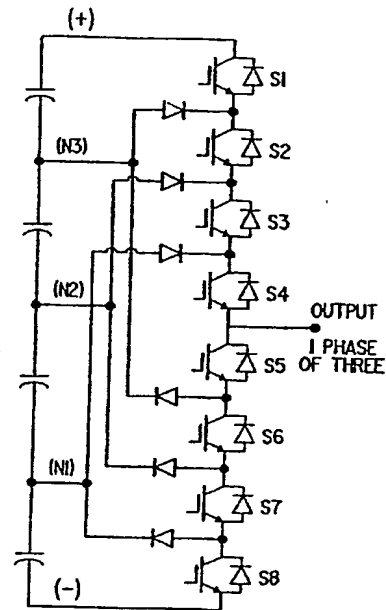 (+)
S1
(N3)
S2
S3
(N2)
S4
OUTPUT
1 PHASE
OF THREE
S5
S6
(N1)
S7
(-)
S8